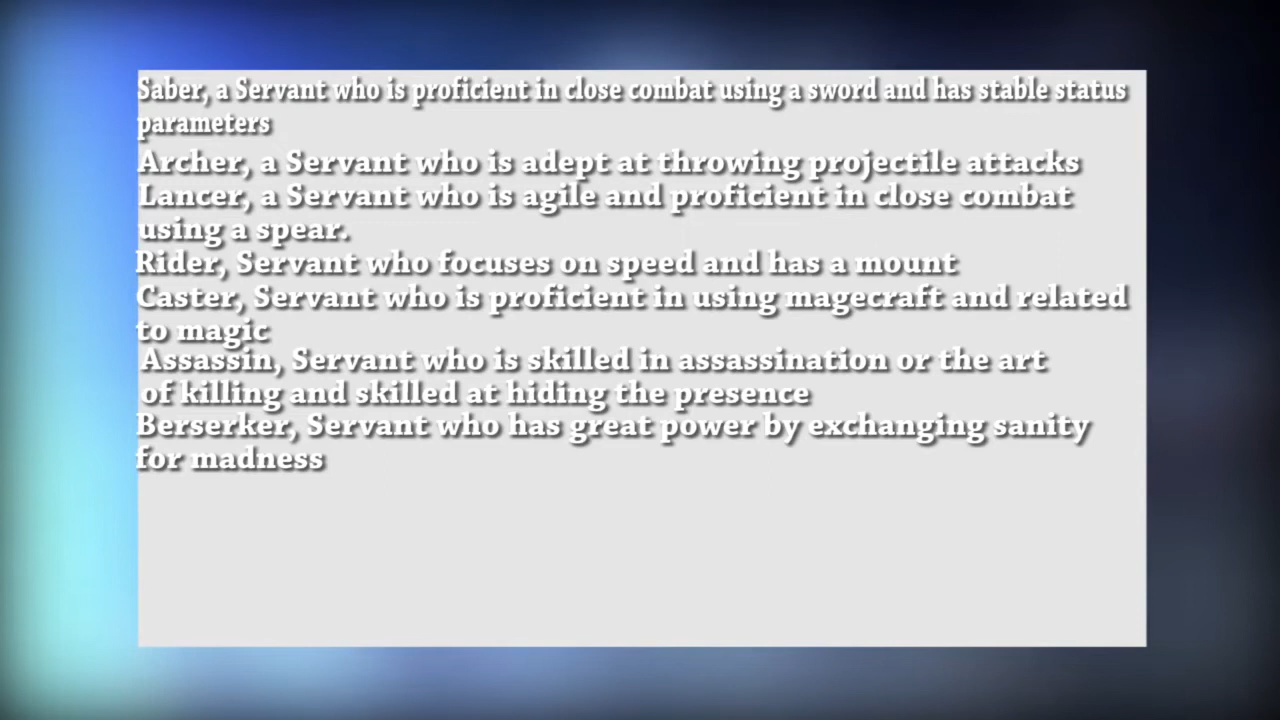 Saber, a Servant who is proficient in close combat using a sword and has stable status
parameters
Archer, a Servant who is adept at throwing projectile attacks
Lancer, a Servant who is agile and proficient in close combat
using a spear.
Rider, Servant who focuses on speed and has a mount
Caster, Servant who is proficient in using magecraft and related
to magic
Assassin, Servant who is skilled in assassination or the art
of killing and skilled at hiding the presence
Berserker, Servant who has great power by exchanging sanity
for madness